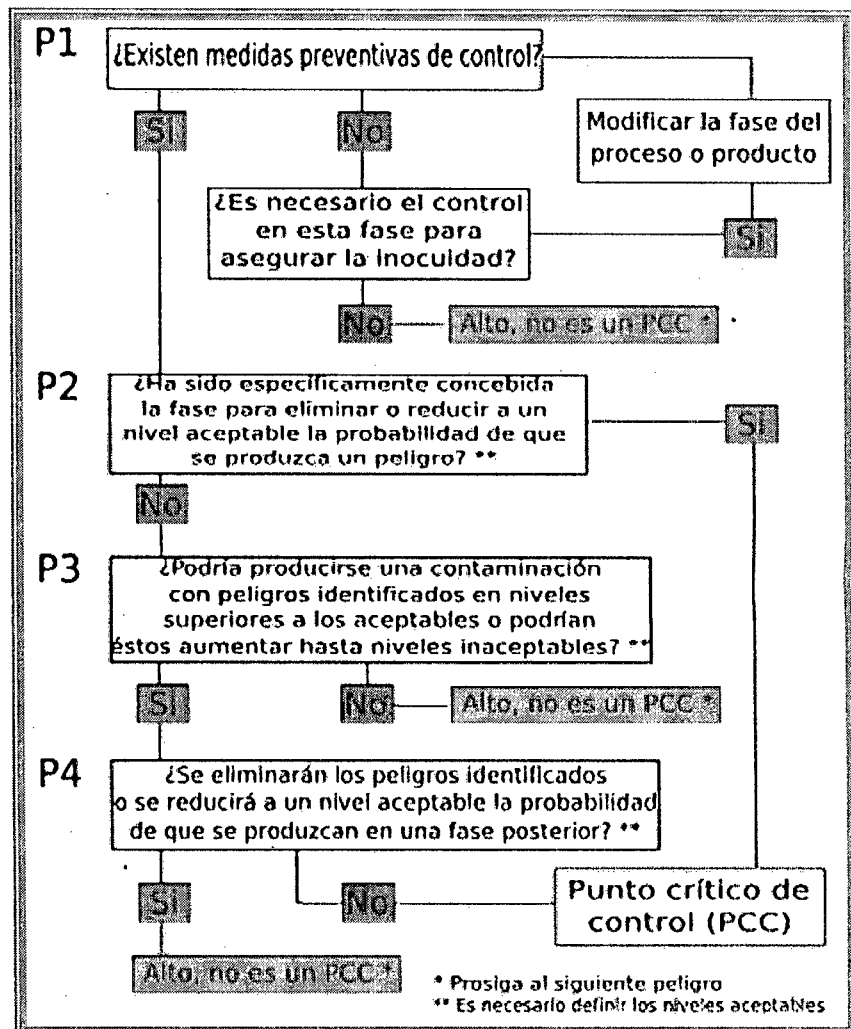 P1
¿Existen medidas preventivas de control?
Si
No
Modificar la fase del
proceso o producto
¿Es necesario el control
en esta fase para
asegurar la inocuidad?
Si
No
Alto, no es un PCC *
P2
¿Ha sido específicamente concebida
la fase para eliminar o reducir a un
nivel aceptable la probabilidad de que
se produzca un peligro? **
Si
No
P3
¿Podría producirse una contaminación
con peligros identificados en niveles
superiores a los aceptables o podrían
éstos aumentar hasta niveles inaceptables? **
Si
No
Alto, no es un PCC *
P4
¿Se eliminarán los peligros identificados
o se reducirá a un nivel aceptable la probabilidad
de que se produzcan en una fase posterior? **
Si
No
Punto crítico de
control (PCC)
Alto, no es un PCC *
* Prosiga al siguiente peligro
** Es necesario definir los niveles aceptables